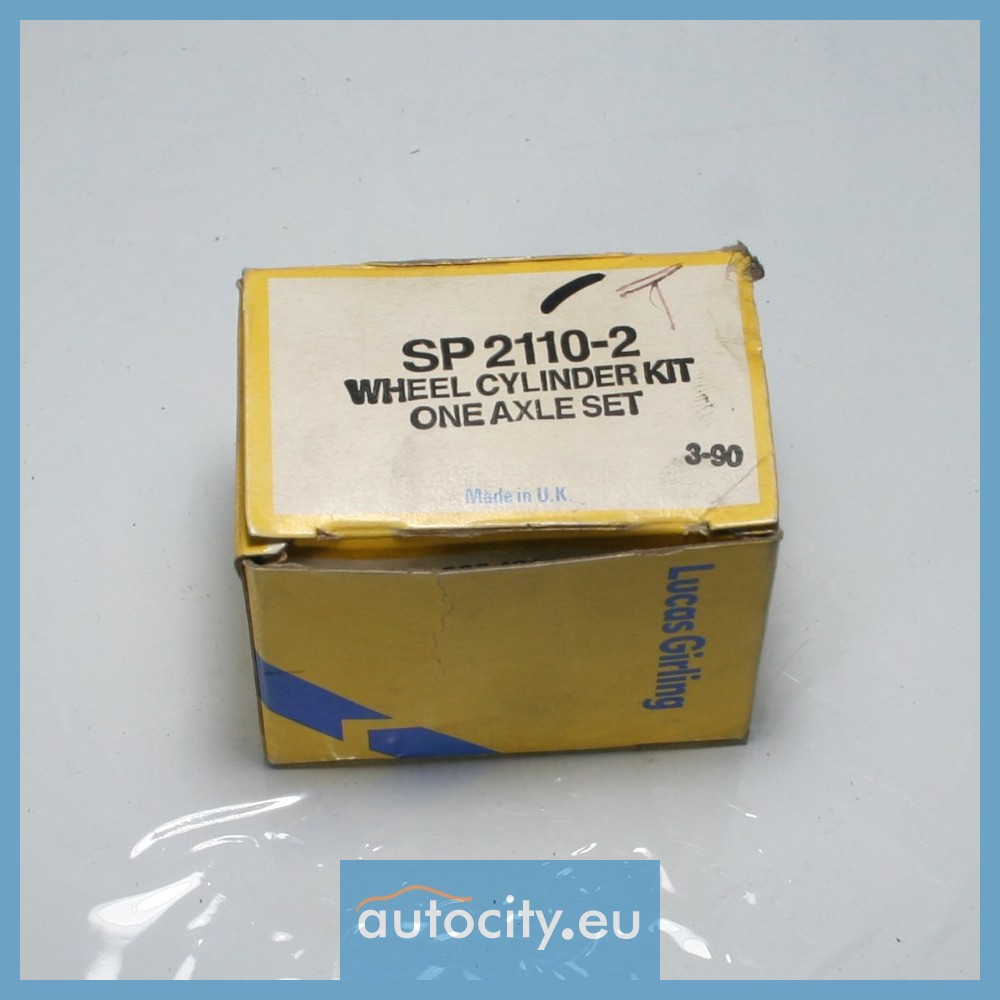 SP 2110-2
WHEEL CYLINDER KIT
ONE AXLE SET
3-90
Made in U.K.
Lucas Girling
autocity.eu